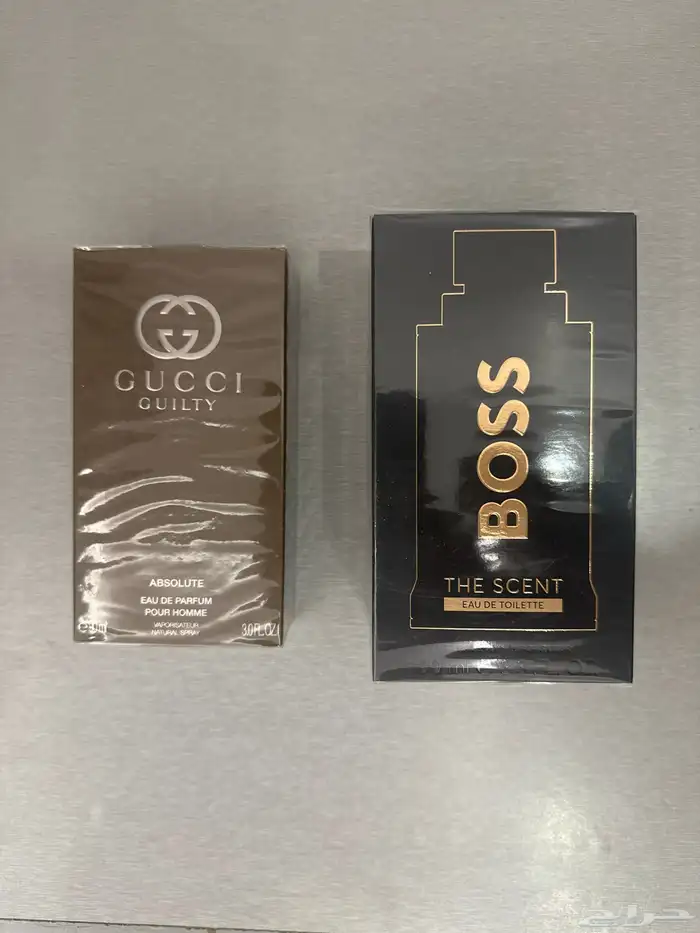 GUCCI
GUILTY
ABSOLUTE
EAU DE PARFUM
POUR HOMME
VAPORISATEUR
NATURAL SPRAY
3.0 FL.OZ
BOSS
THE SCENT
EAU DE TOILETTE
حراج